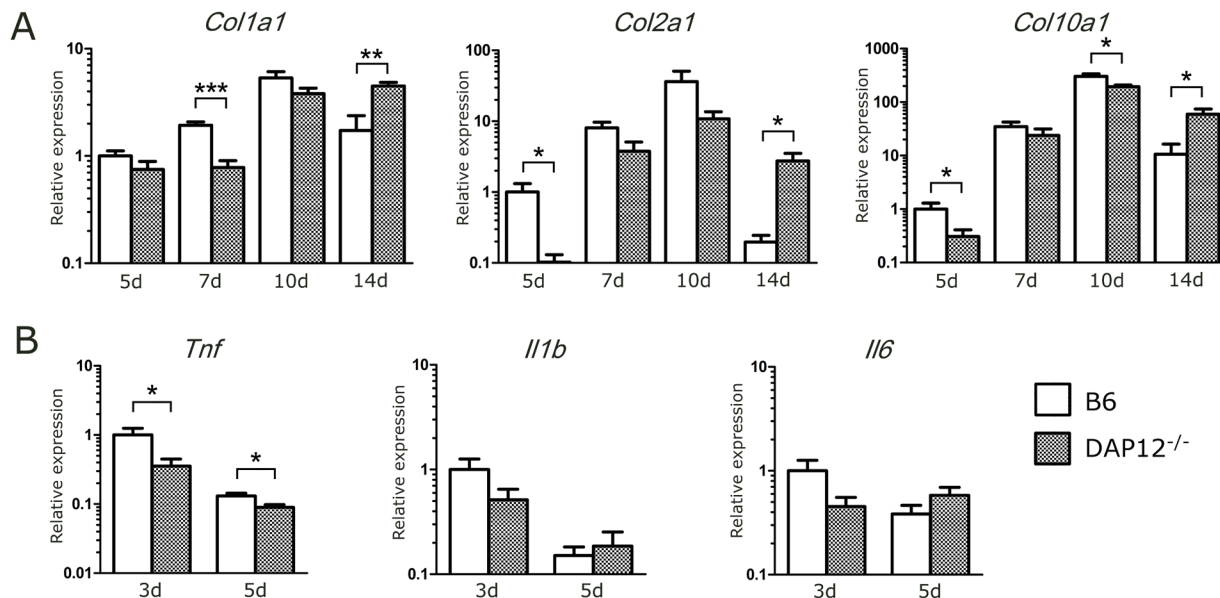 A
Col1a1
Relative expression
10
1
0.1
***
**
5d 7d 10d 14d
Col2a1
Relative expression
100
10
1
0.1
*
*
5d 7d 10d 14d
Col10a1
Relative expression
1000
100
10
1
0.1
*
*
*
5d 7d 10d 14d
B
Tnf
Relative expression
10
1
0.1
0.01
*
*
3d 5d
Il1b
Relative expression
10
1
0.1
3d 5d
Il6
Relative expression
10
1
0.1
3d 5d
B6
DAP12-/-